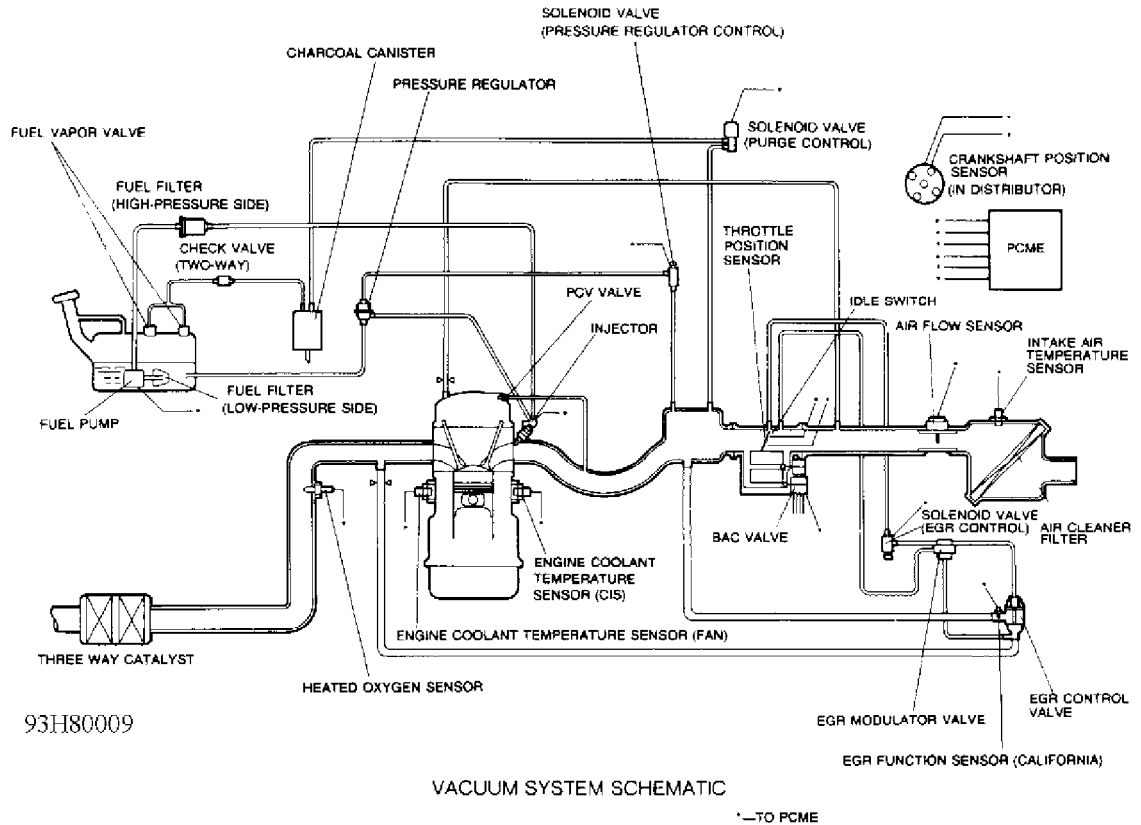 SOLENOID VALVE
(PRESSURE REGULATOR CONTROL)
CHARCOAL CANISTER
PRESSURE REGULATOR
FUEL VAPOR VALVE
SOLENOID VALVE
(PURGE CONTROL)
CRANKSHAFT POSITION
SENSOR
(IN DISTRIBUTOR)
FUEL FILTER
(HIGH-PRESSURE SIDE)
CHECK VALVE
(TWO-WAY)
THROTTLE
POSITION
SENSOR
PCME
PCV VALVE
IDLE SWITCH
INJECTOR
AIR FLOW SENSOR
INTAKE AIR
TEMPERATURE
SENSOR
FUEL FILTER
(LOW-PRESSURE SIDE)
FUEL PUMP
SOLENOID VALVE
(EGR CONTROL)
AIR CLEANER
FILTER
BAC VALVE
ENGINE COOLANT
TEMPERATURE
SENSOR (CIS)
ENGINE COOLANT TEMPERATURE SENSOR (FAN)
THREE WAY CATALYST
HEATED OXYGEN SENSOR
EGR CONTROL
VALVE
EGR MODULATOR VALVE
EGR FUNCTION SENSOR (CALIFORNIA)
93H80009
VACUUM SYSTEM SCHEMATIC
*—TO PCME